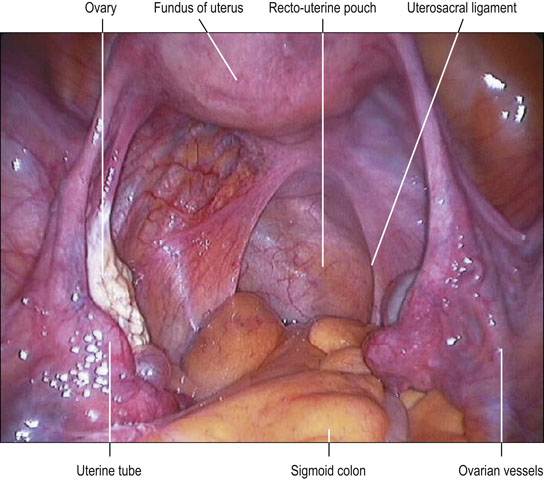 Ovary
Fundus of uterus
Recto-uterine pouch
Uterosacral ligament
Uterine tube
Sigmoid colon
Ovarian vessels